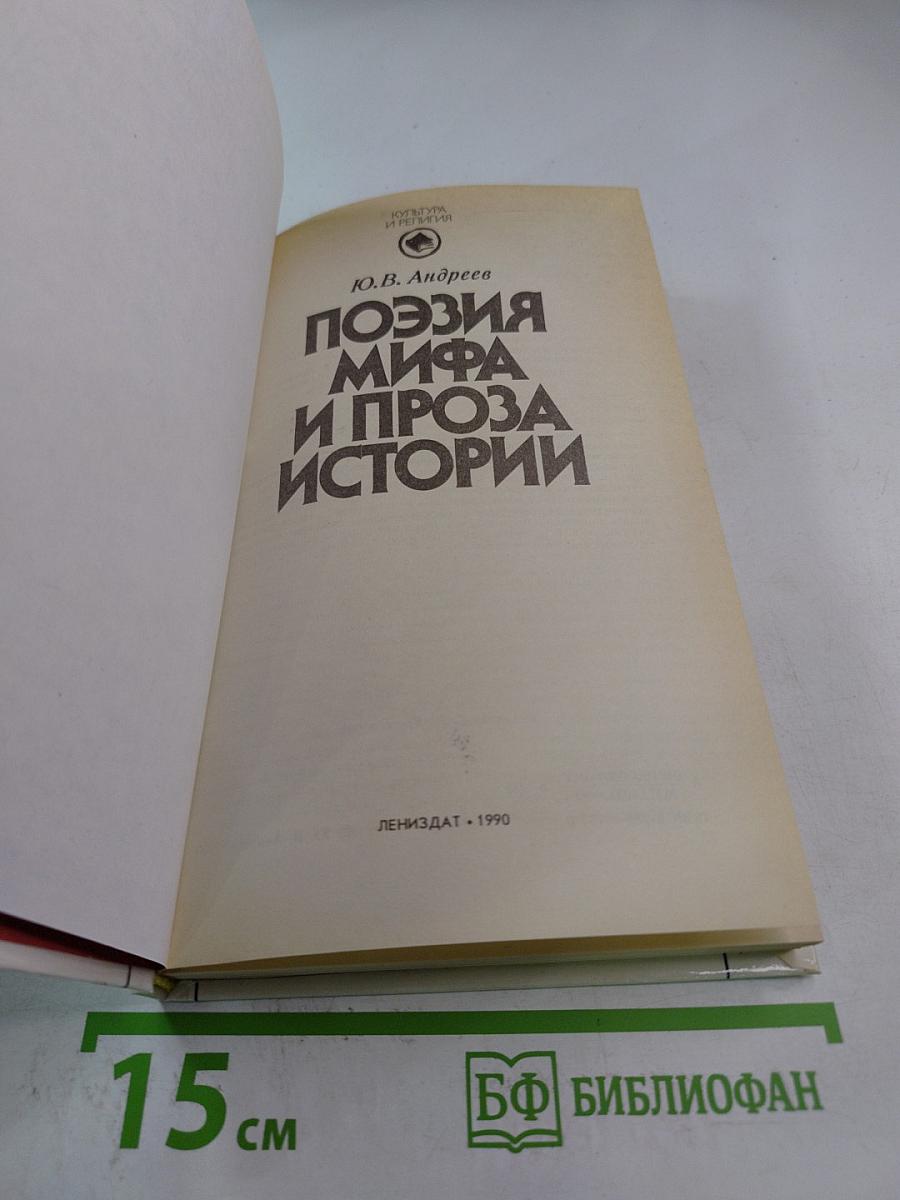 КУЛЬТУРА
И РЕЛИГИЯ
Ю.В. Андреев
ПОЭЗИЯ
МИФА
И ПРОЗА
ИСТОРИИ
ЛЕНИЗДАТ • 1990
15 см
БФ БИБЛИОФАН